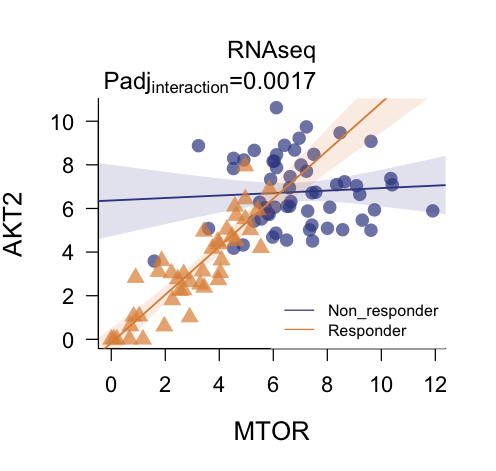 RNAseq
Padjinteraction=0.0017
AKT2
10
8
6
4
2
0
Non_responder
Responder
0 2 4 6 8 10 12
MTOR